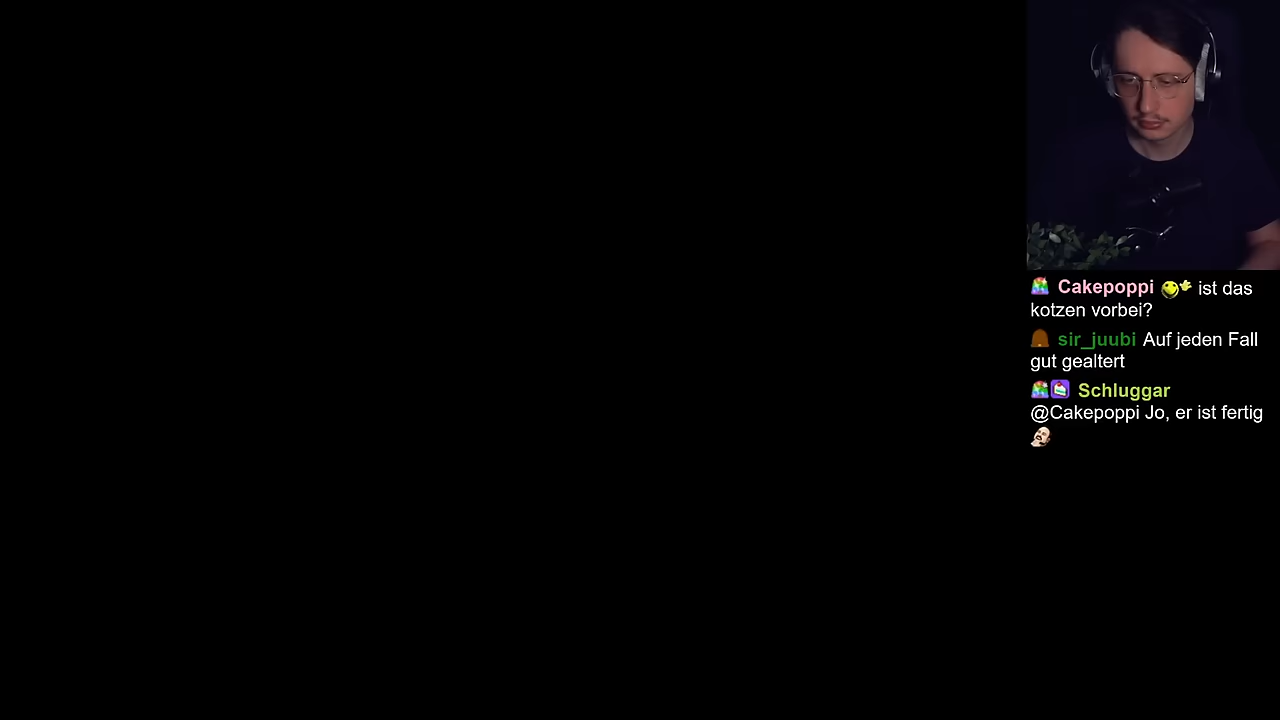 Cakepoppi ist das
kotzen vorbei?
sir_juubi Auf jeden Fall
gut gealtert
Schluggar
@Cakepoppi Jo, er ist fertig